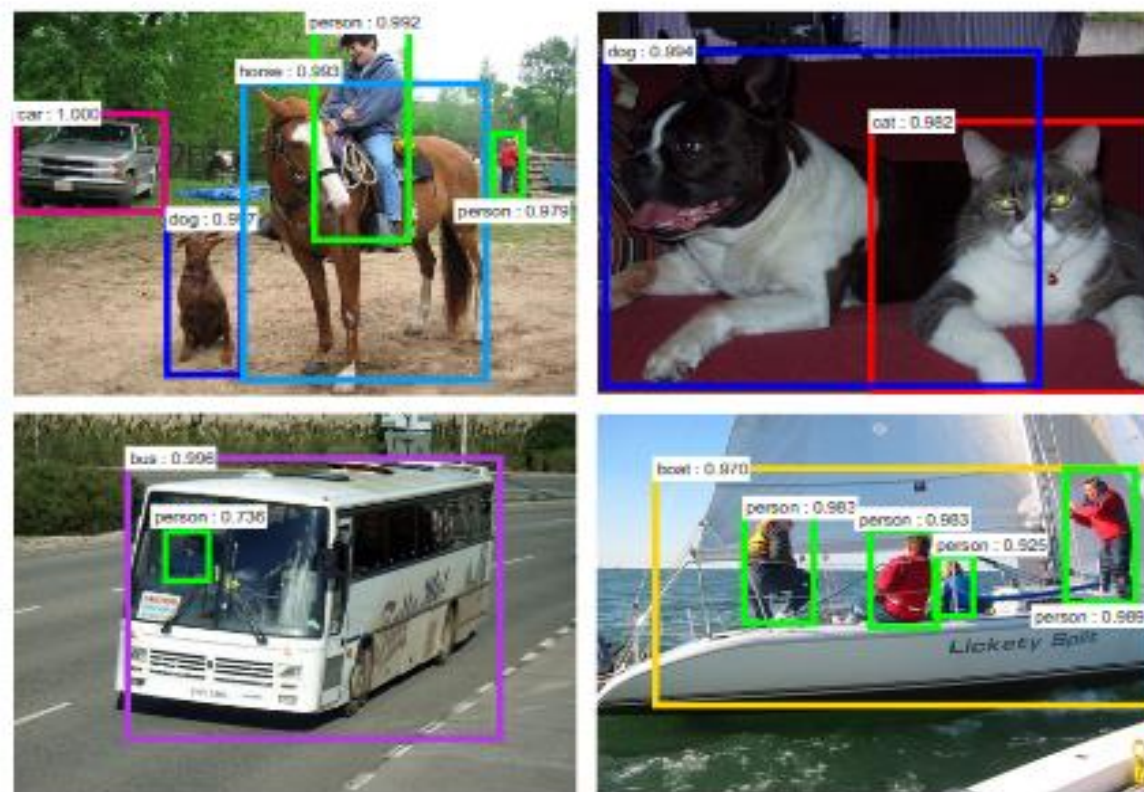 person : 0.992
horse : 0.993
car : 1.000
person : 0.979
dog : 0.997
dog : 0.994
cat : 0.982
bus : 0.996
person : 0.736
boat : 0.970
person : 0.983
person : 0.983
person : 0.925
person : 0.989
Lickety Split